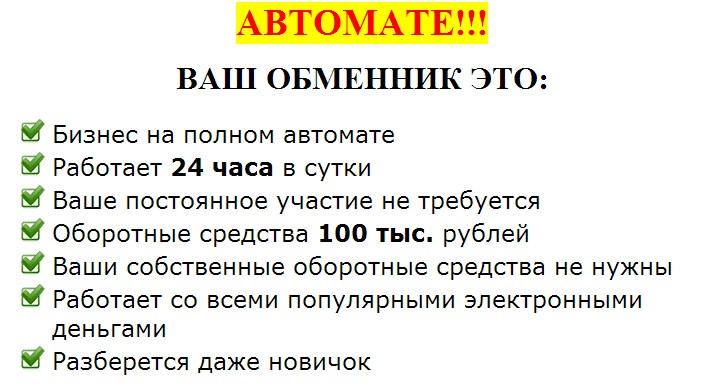 АВТОМАТЕ!!!
ВАШ ОБМЕННИК ЭТО:
Бизнес на полном автомате
Работает 24 часа в сутки
Ваше постоянное участие не требуется
Оборотные средства 100 тыс. рублей
Ваши собственные оборотные средства не нужны
Работает со всеми популярными электронными
деньгами
Разберется даже новичок